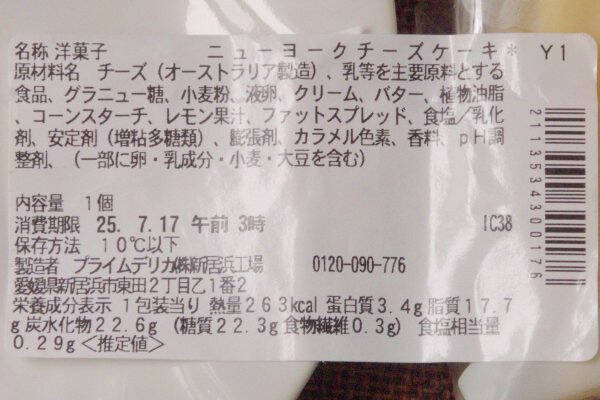 名称 洋菓子 ニューヨークチーズケーキ* Y1
原材料名 チーズ(オーストラリア製造)、乳等を主要原料とする
食品、グラニュー糖、小麦粉、液卵、クリーム、バター、植物油脂
、コーンスターチ、レモン果汁、ファットスプレッド、食塩/乳化
剤、安定剤(増粘多糖類)、膨張剤、カラメル色素、香料、pH調
整剤、(一部に卵・乳成分・小麦・大豆を含む)
内容量 1個
消費期限 25. 7.17 午前 3時 IC38
保存方法 10℃以下
製造者 プライムデリカ㈱新居浜工場 0120-090-776
愛媛県新居浜市東田2丁目乙1番2
栄養成分表示 1包装当り 熱量263kcal 蛋白質3.4g 脂質17.7
g 炭水化物22.6g (糖質22.3g 食物繊維0.3g) 食塩相当量
0.29g<推定値>
2113534300176